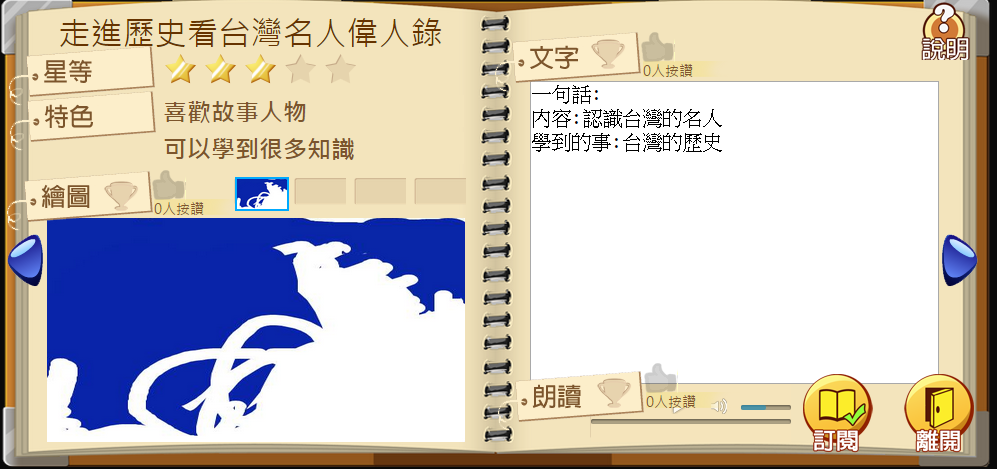 走進歷史看台灣名人偉人錄
星等
特色
喜歡故事人物
可以學到很多知識
繪圖
0人按讚
文字
0人按讚
說明
一句話:
內容:認識台灣的名人
學到的事:台灣的歷史
朗讀
0人按讚
訂閱
離開